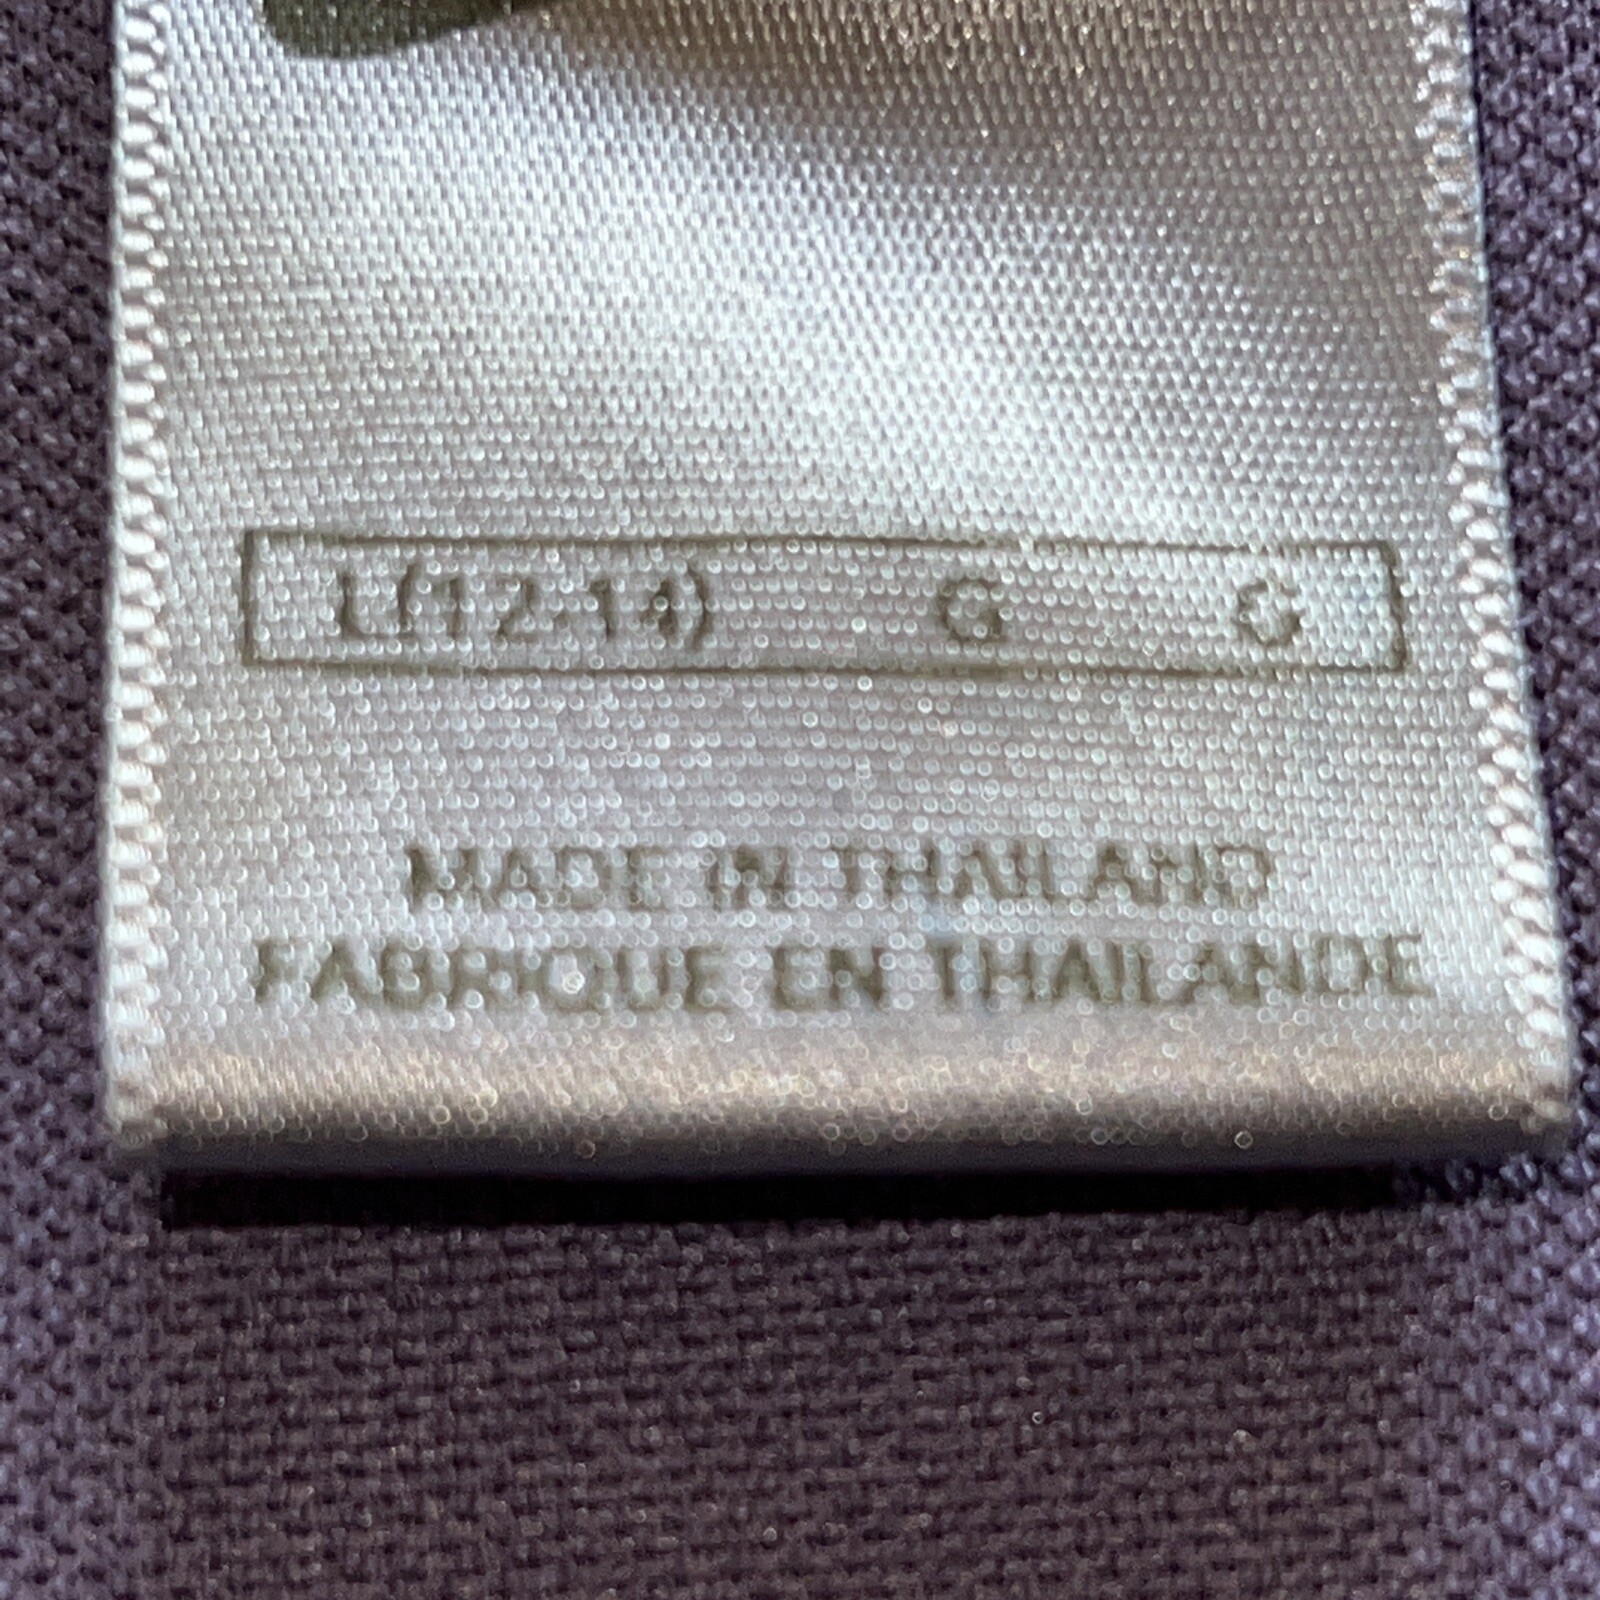 L(12-14) G G
MADE IN THAILAND
FABRIQUE EN THAILANDE